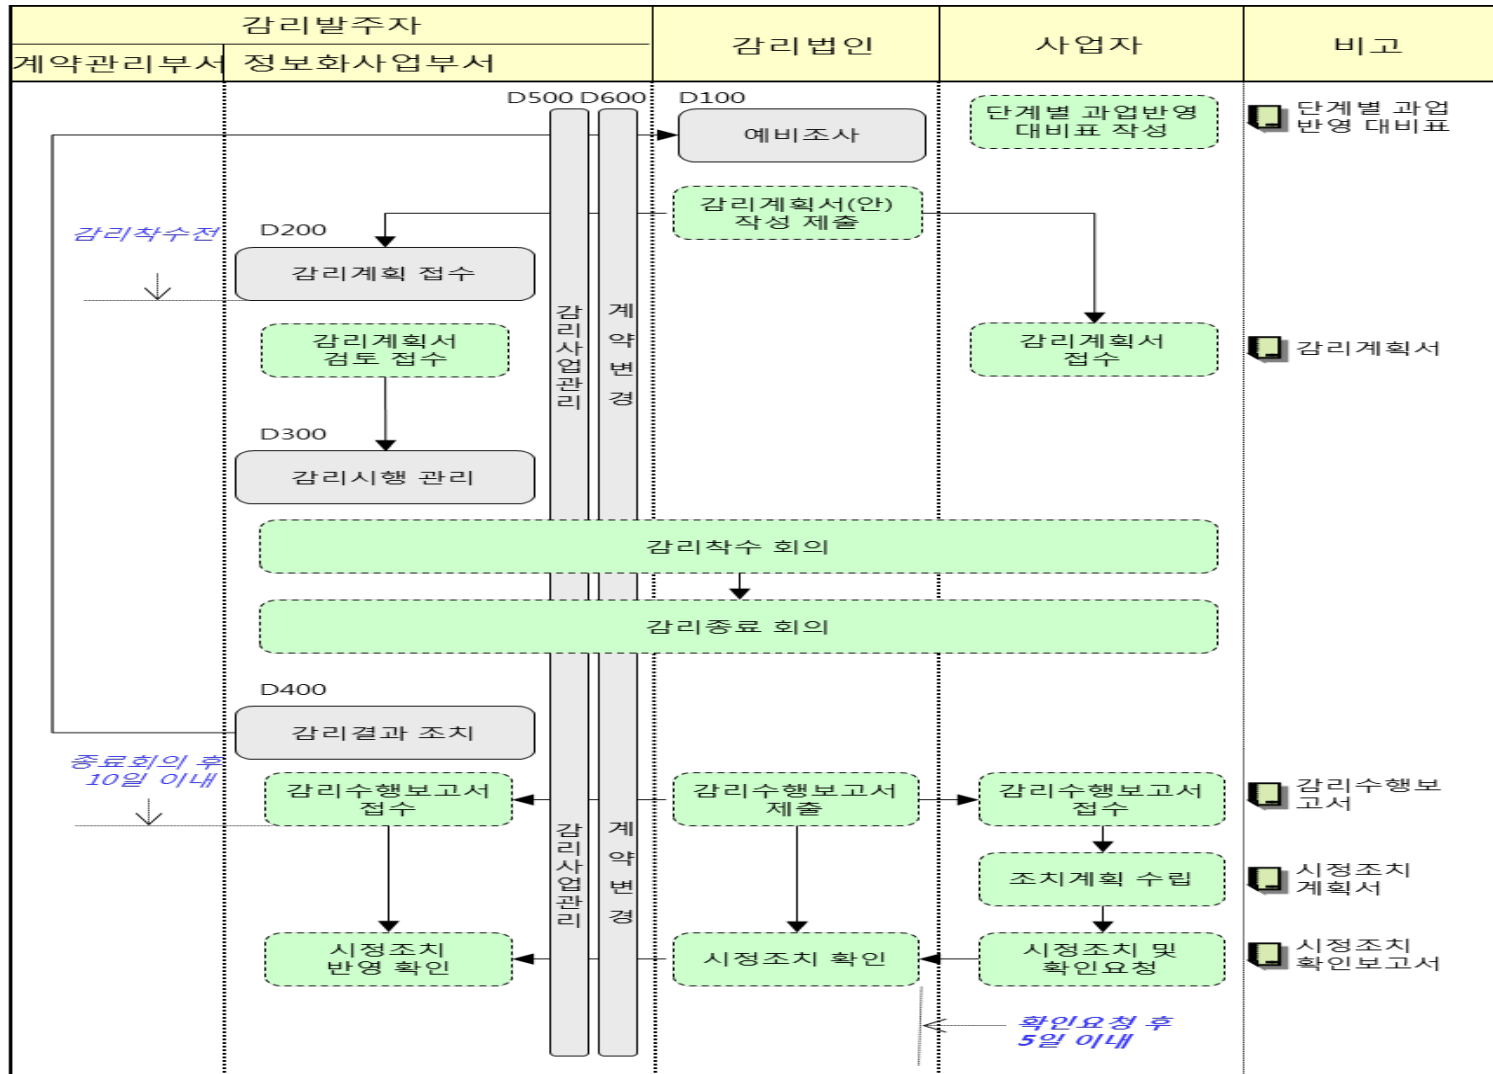 감리발주자
감리법인
사업자
비고
계약관리부서
정보화사업부서
D500 D600
D100
예비조사
단계별 과업반영
대비표 작성
단계별 과업
반영 대비표
감리계획서(안)
작성 제출
감리착수전
D200
감리계획 접수
감리사업관리
계약변경
감리계획서
검토 접수
감리계획서
접수
감리계획서
D300
감리시행 관리
감리착수 회의
감리종료 회의
D400
감리결과 조치
종료회의 후
10일 이내
감리수행보고서
접수
감리수행보고서
제출
감리수행보고서
접수
감리수행보
고서
감리사업관리
계약변경
조치계획 수립
시정조치
계획서
시정조치
반영 확인
시정조치 확인
시정조치 및
확인요청
시정조치
확인보고서
확인요청 후
5일 이내